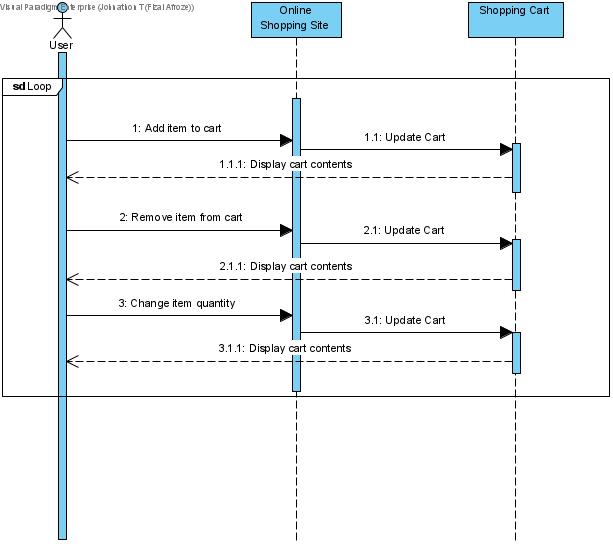 Visual Paradigm Enterprise (Johnathon T (Fizal Afroze))
Online
Shopping Site
Shopping Cart
User
sd Loop
1: Add item to cart
1.1: Update Cart
1.1.1: Display cart contents
2: Remove item from cart
2.1: Update Cart
2.1.1: Display cart contents
3: Change item quantity
3.1: Update Cart
3.1.1: Display cart contents